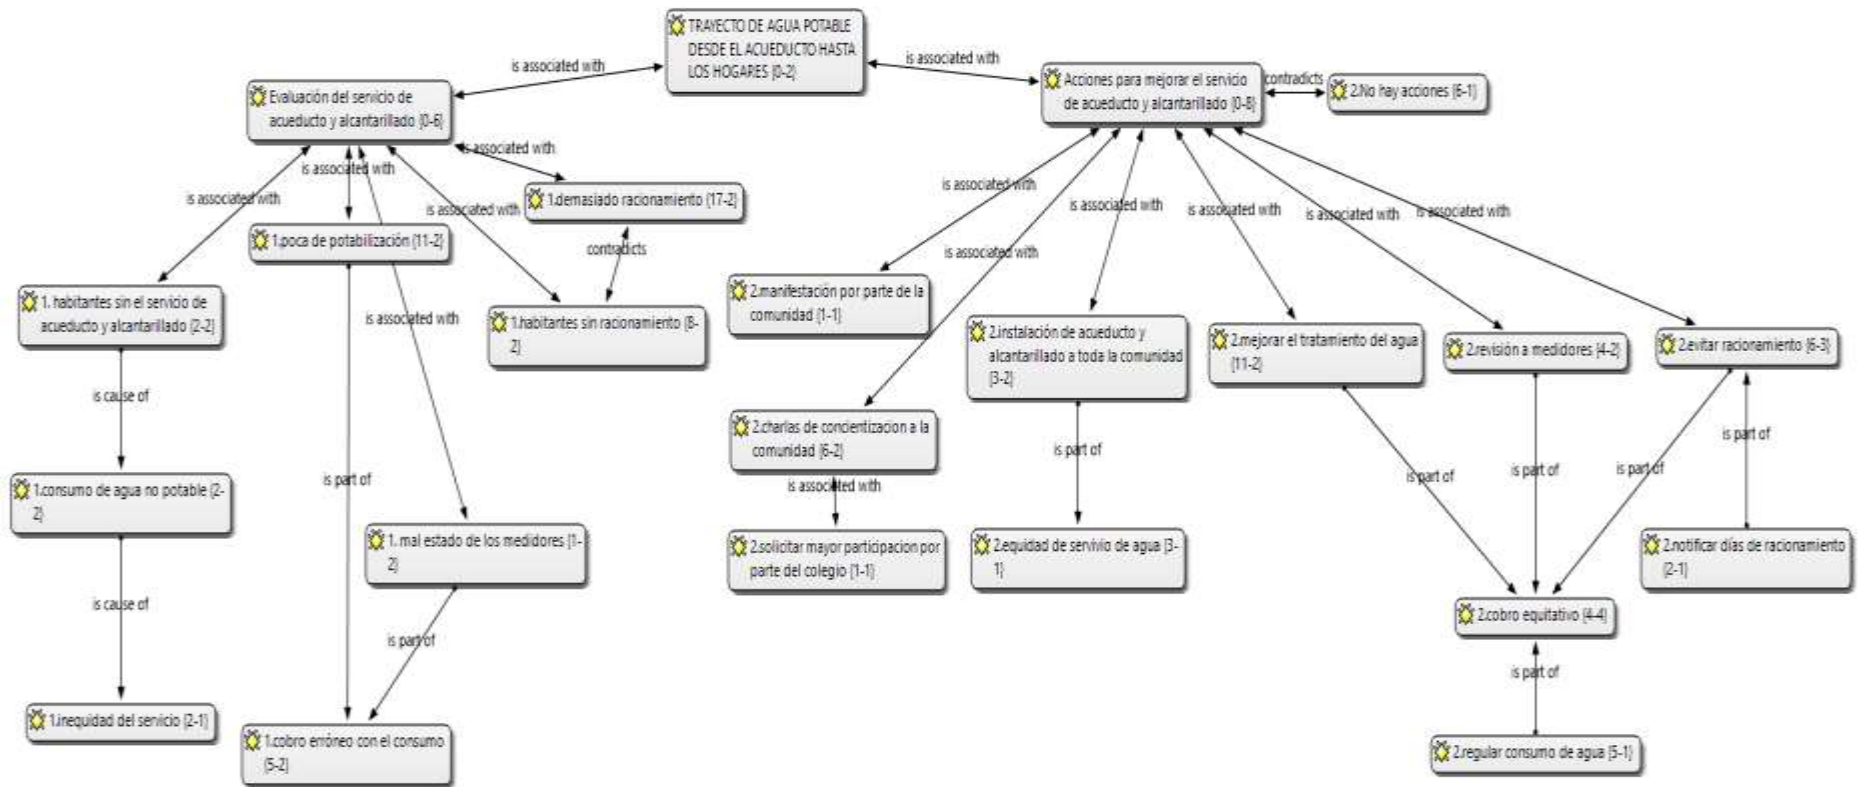 TRAYECTO DE AGUA POTABLE
DESDE EL ACUEDUCTO HASTA
LOS HOGARES {0-2}
is associated with
is associated with
Evaluación del servicio de
acueducto y alcantarillado {0-6}
Acciones para mejorar el servicio
de acueducto y alcantarillado {0-8}
contradicts
2.No hay acciones {6-1}
is associated with
is associated with
is associated with
is associated with
1.demasiado racionamiento {17-2}
1.poca de potabilización {11-2}
contradicts
1. habitantes sin el servicio de
acueducto y alcantarillado {2-2}
is associated with
1.habitantes sin racionamiento {8-
2}
is cause of
1.consumo de agua no potable {2-
2}
is part of
1. mal estado de los medidores {1-
2}
is cause of
is part of
1.inequidad del servicio {2-1}
1.cobro erróneo con el consumo
{5-2}
is associated with
is associated with
is associated with
is associated with
is associated with
is associated with
2.manifestación por parte de la
comunidad {1-1}
2.instalación de acueducto y
alcantarillado a toda la comunidad
{3-2}
2.mejorar el tratamiento del agua
{11-2}
2.revisión a medidores {4-2}
2.evitar racionamiento {6-3}
2.charlas de concientizacion a la
comunidad {6-2}
is associated with
is part of
is part of
is part of
is part of
is part of
2.solicitar mayor participacion por
parte del colegio {1-1}
2.equidad de servivio de agua {3-
1}
2.notificar días de racionamiento
{2-1}
2.cobro equitativo {4-4}
is part of
2.regular consumo de agua {5-1}